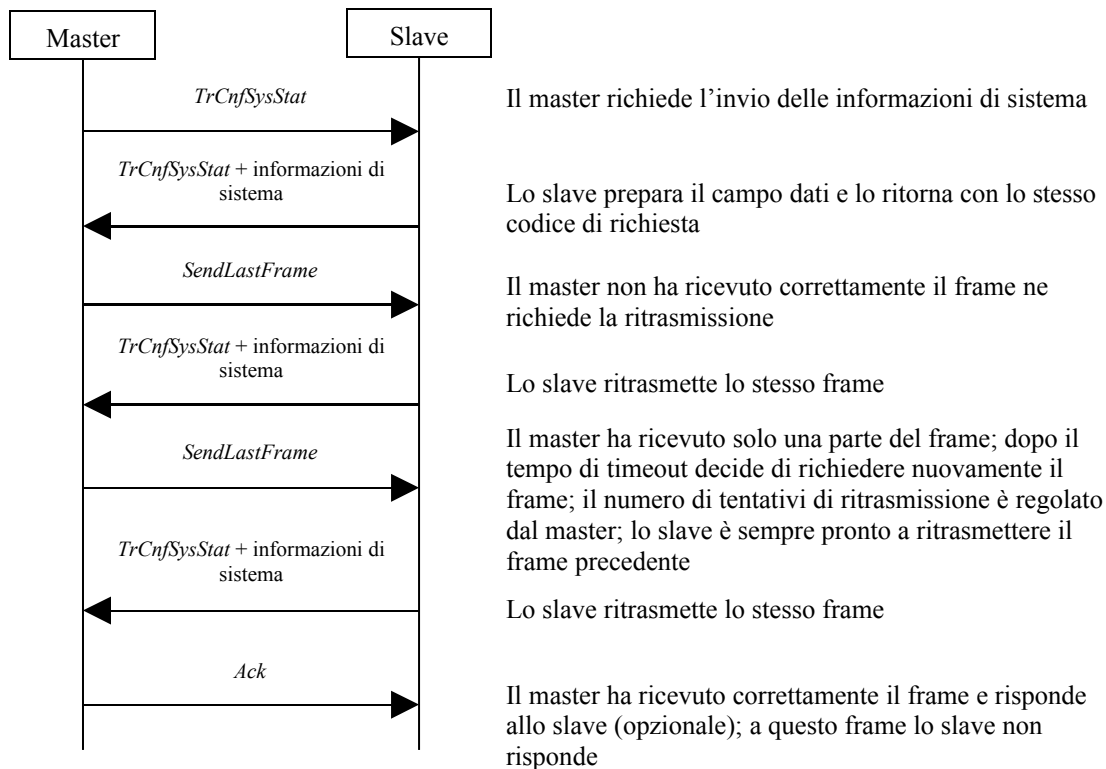 Master
Slave
TrCnfSysStat
Il master richiede l’invio delle informazioni di sistema
TrCnfSysStat + informazioni di
sistema
Lo slave prepara il campo dati e lo ritorna con lo stesso
codice di richiesta
SendLastFrame
Il master non ha ricevuto correttamente il frame ne
richiede la ritrasmissione
TrCnfSysStat + informazioni di
sistema
Lo slave ritrasmette lo stesso frame
SendLastFrame
Il master ha ricevuto solo una parte del frame; dopo il
tempo di timeout decide di richiedere nuovamente il
frame; il numero di tentativi di ritrasmissione è regolato
dal master; lo slave è sempre pronto a ritrasmettere il
frame precedente
TrCnfSysStat + informazioni di
sistema
Lo slave ritrasmette lo stesso frame
Ack
Il master ha ricevuto correttamente il frame e risponde
allo slave (opzionale); a questo frame lo slave non
risponde